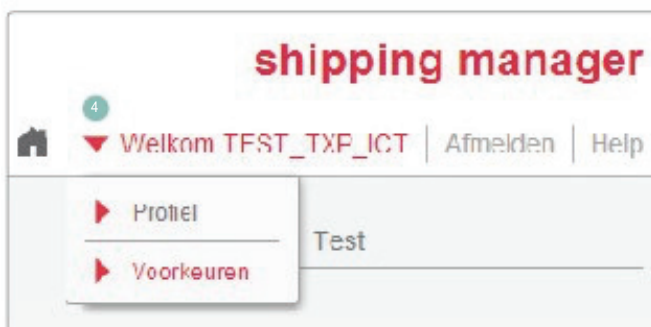 shipping manager
4
Welkom TEST_TXP_ICT | Afmelden | Help
Profiel
Test
Voorkeuren